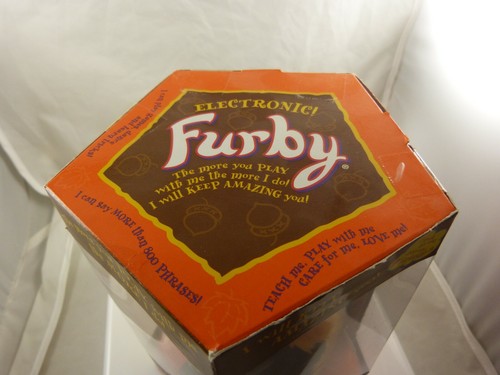 ELECTRONIC!
Furby®
The more you PLAY
with me the more I do!
I will KEEP AMAZING you!
I can say MORE than 800 PHRASES!
TEACH me, PLAY with me
CARE for me, LOVE me!